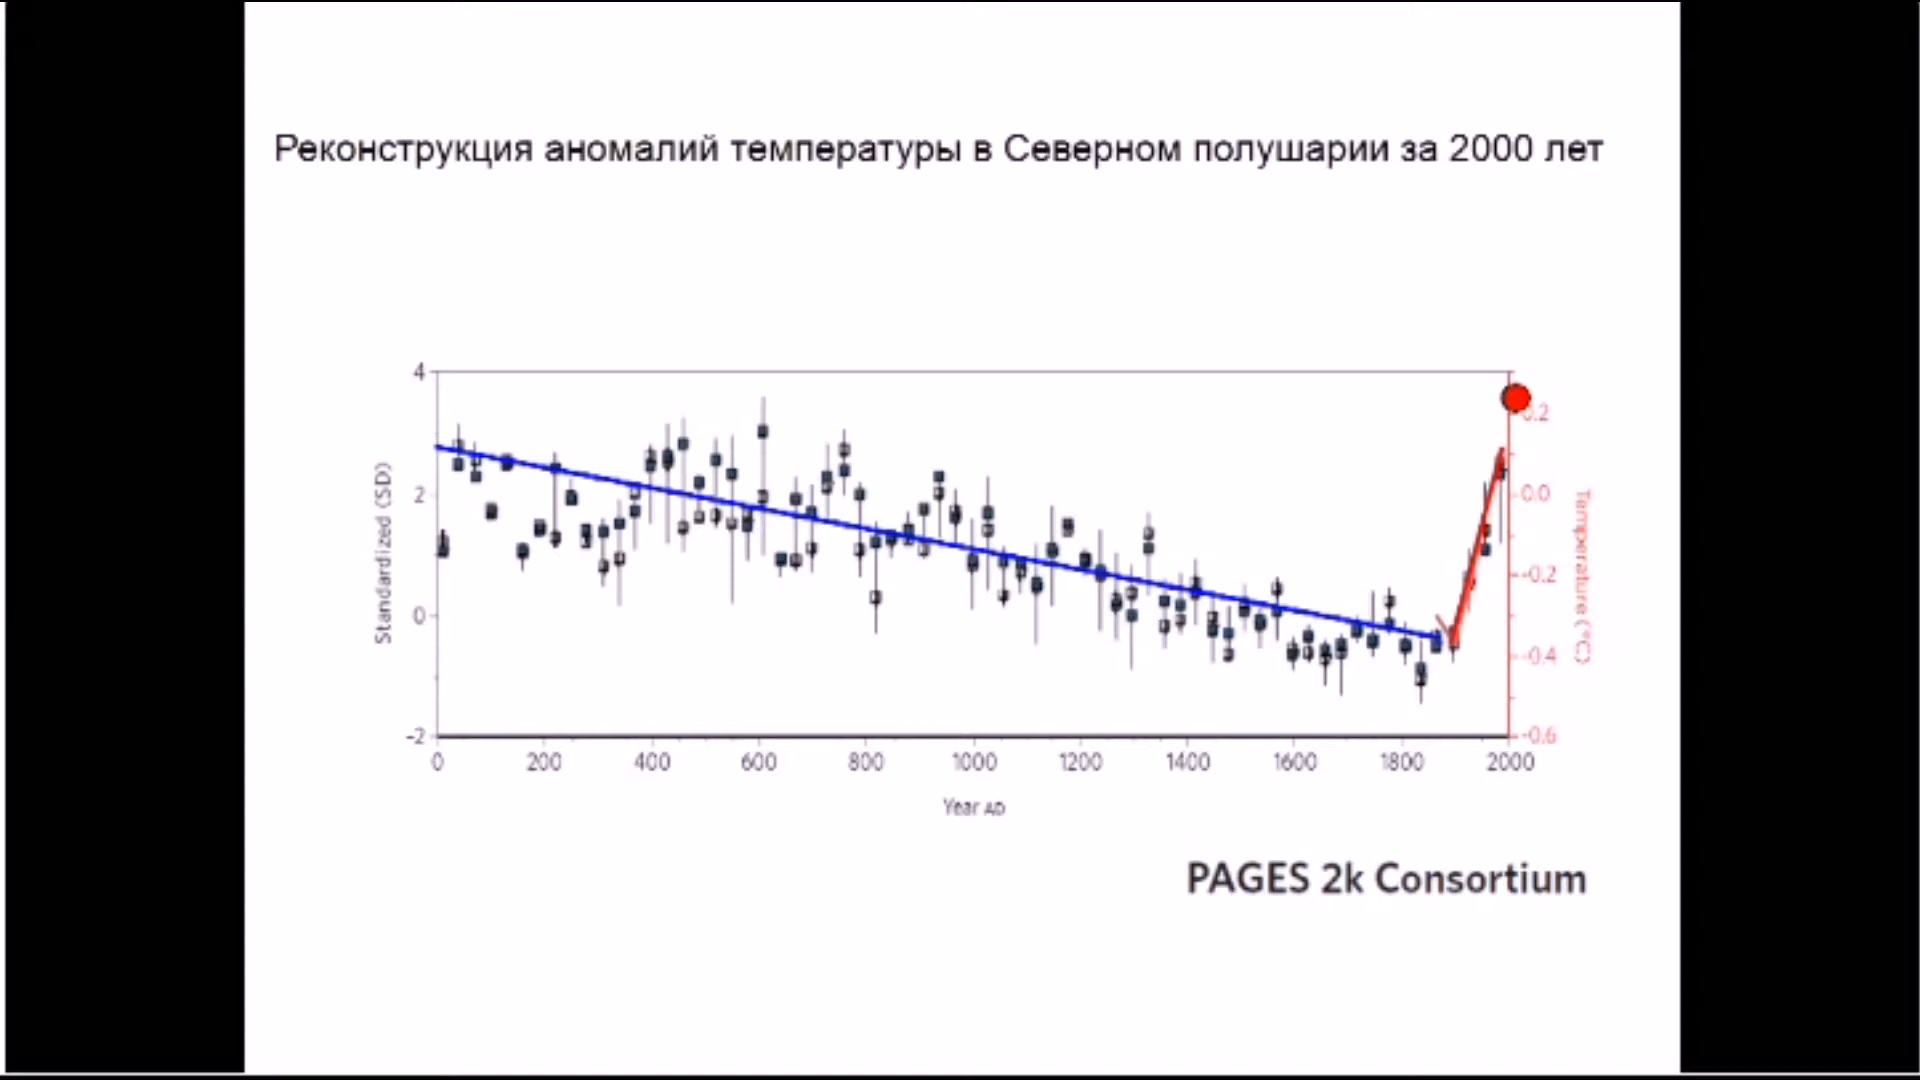 Реконструкция аномалий температуры в Северном полушарии за 2000 лет
4
2
0
-2
Standardized (SD)
0.2
0.0
-0.2
-0.4
-0.6
Temperature (°C)
0 200 400 600 800 1000 1200 1400 1600 1800 2000
Year AD
PAGES 2k Consortium